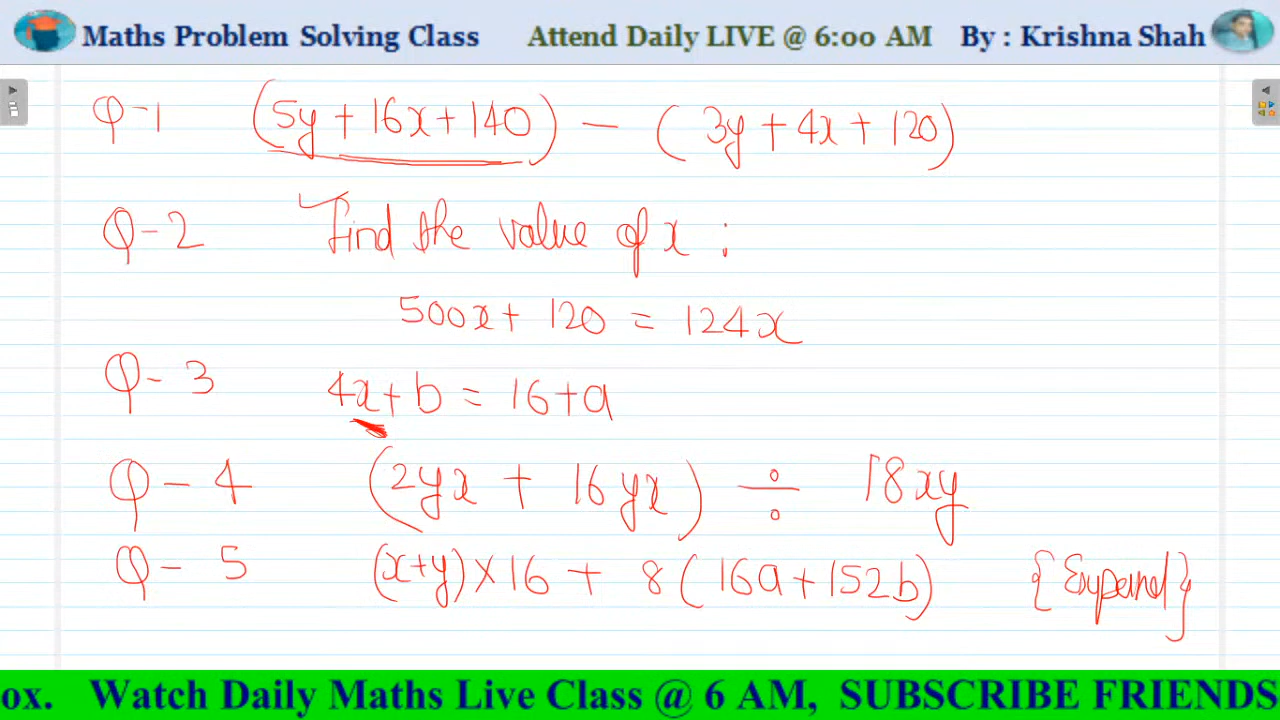 Maths Problem Solving Class Attend Daily LIVE @ 6:00 AM By : Krishna Shah
Q-1 (5y+16x+140) - (3y+4x+120)
Q-2 Find the value of x :
500x+ 120 = 124x
Q- 3 4x+b = 16+a
Q - 4 (2yx + 16yx) ÷ 18xy
Q - 5 (x+y)×16 + 8(16a+152b) {Expand}
ox. Watch Daily Maths Live Class @ 6 AM, SUBSCRIBE FRIENDS